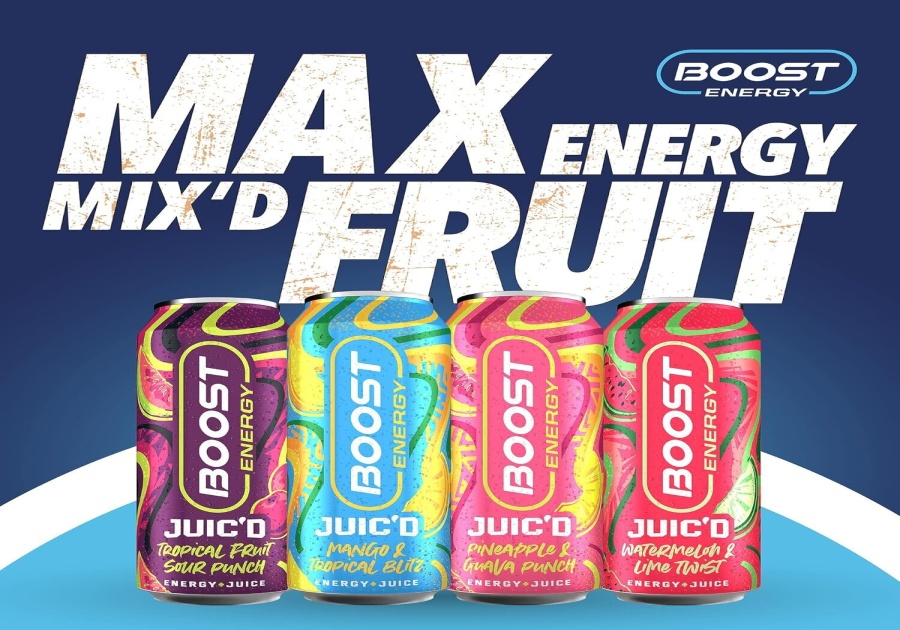 MAX
BOOST
ENERGY
ENERGY
MIX'D
FRUIT
BOOST
ENERGY
JUIC'D
TROPICAL FRUIT
SOUR PUNCH
ENERGY+JUICE
BOOST
ENERGY
JUIC'D
MANGO &
TROPICAL BLITZ
ENERGY+JUICE
BOOST
ENERGY
JUIC'D
PINEAPPLE &
GUAVA PUNCH
ENERGY+JUICE
BOOST
ENERGY
JUIC'D
WATERMELON &
LIME TWIST
ENERGY+JUICE